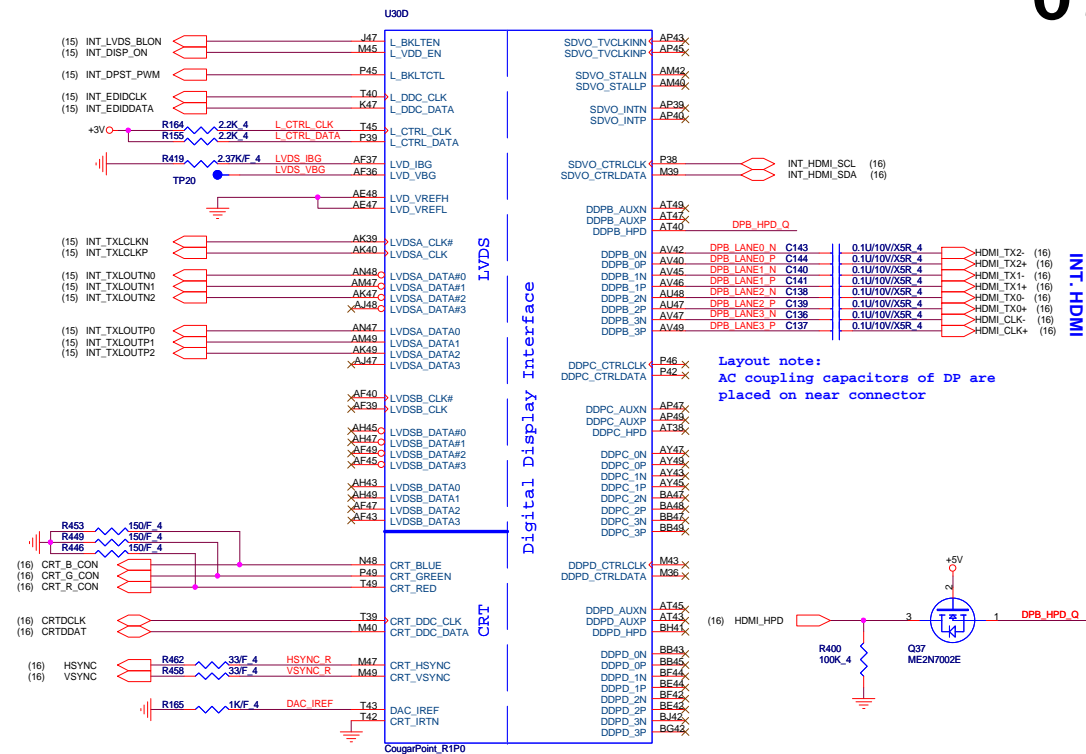 U30D
(15) INT_LVDS_BLON J47 L_BKLTEN
(15) INT_DISP_ON M45 L_VDD_EN
(15) INT_DPST_PWM P45 L_BKLTCTL
(15) INT_EDIDCLK T40 L_DDC_CLK
(15) INT_EDIDDATA K47 L_DDC_DATA
+3V R164 2.2K_4 L_CTRL_CLK T45 L_CTRL_CLK
R155 2.2K_4 L_CTRL_DATA P39 L_CTRL_DATA
R419 2.37K/F_4 LVDS_IBG AF37 LVD_IBG
TP20 LVDS_VBG AF36 LVD_VBG
AE48 LVD_VREFH
AE47 LVD_VREFL
(15) INT_TXLCLKN AK39 LVDSA_CLK#
(15) INT_TXLCLKP AK40 LVDSA_CLK
(15) INT_TXLOUTN0 AN48 LVDSA_DATA#0
(15) INT_TXLOUTN1 AM47 LVDSA_DATA#1
(15) INT_TXLOUTN2 AK47 LVDSA_DATA#2
AJ48 LVDSA_DATA#3
(15) INT_TXLOUTP0 AN47 LVDSA_DATA0
(15) INT_TXLOUTP1 AM49 LVDSA_DATA1
(15) INT_TXLOUTP2 AK49 LVDSA_DATA2
AJ47 LVDSA_DATA3
AF40 LVDSB_CLK#
AF39 LVDSB_CLK
AH45 LVDSB_DATA#0
AH47 LVDSB_DATA#1
AF49 LVDSB_DATA#2
AF45 LVDSB_DATA#3
AH43 LVDSB_DATA0
AH49 LVDSB_DATA1
AF47 LVDSB_DATA2
AF43 LVDSB_DATA3
R453 150/F_4
R449 150/F_4
R446 150/F_4
(16) CRT_B_CON N48 CRT_BLUE
(16) CRT_G_CON P49 CRT_GREEN
(16) CRT_R_CON T49 CRT_RED
(16) CRTDCLK T39 CRT_DDC_CLK
(16) CRTDDAT M40 CRT_DDC_DATA
(16) HSYNC R462 33/F_4 HSYNC_R M47 CRT_HSYNC
(16) VSYNC R458 33/F_4 VSYNC_R M49 CRT_VSYNC
R165 1K/F_4 DAC_IREF T43 DAC_IREF
T42 CRT_IRTN
CougarPoint_R1P0
LVDS
CRT
Digital Display Interface
SDVO_TVCLKINN AP43
SDVO_TVCLKINP AP45
SDVO_STALLN AM42
SDVO_STALLP AM40
SDVO_INTN AP39
SDVO_INTP AP40
SDVO_CTRLCLK P38 INT_HDMI_SCL (16)
SDVO_CTRLDATA M39 INT_HDMI_SDA (16)
DDPB_AUXN AT49
DDPB_AUXP AT47
DDPB_HPD AT40 DPB_HPD_Q
DDPB_0N AV42 DPB_LANE0_N C143 0.1U/10V/X5R_4 HDMI_TX2- (16)
DDPB_0P AV40 DPB_LANE0_P C144 0.1U/10V/X5R_4 HDMI_TX2+ (16)
DDPB_1N AV45 DPB_LANE1_N C140 0.1U/10V/X5R_4 HDMI_TX1- (16)
DDPB_1P AV46 DPB_LANE1_P C141 0.1U/10V/X5R_4 HDMI_TX1+ (16)
DDPB_2N AU48 DPB_LANE2_N C138 0.1U/10V/X5R_4 HDMI_TX0- (16)
DDPB_2P AU47 DPB_LANE2_P C139 0.1U/10V/X5R_4 HDMI_TX0+ (16)
DDPB_3N AV47 DPB_LANE3_N C136 0.1U/10V/X5R_4 HDMI_CLK- (16)
DDPB_3P AV49 DPB_LANE3_P C137 0.1U/10V/X5R_4 HDMI_CLK+ (16)
INT. HDMI
Layout note:
AC coupling capacitors of DP are
placed on near connector
DDPC_CTRLCLK P46
DDPC_CTRLDATA P42
DDPC_AUXN AP47
DDPC_AUXP AP49
DDPC_HPD AT38
DDPC_0N AY47
DDPC_0P AY49
DDPC_1N AY43
DDPC_1P AY45
DDPC_2N BA47
DDPC_2P BA48
DDPC_3N BB47
DDPC_3P BB49
DDPD_CTRLCLK M43
DDPD_CTRLDATA M36
DDPD_AUXN AT45
DDPD_AUXP AT43
DDPD_HPD BH41
DDPD_0N BB43
DDPD_0P BB45
DDPD_1N BF44
DDPD_1P BE44
DDPD_2N BF42
DDPD_2P BE42
DDPD_3N BJ42
DDPD_3P BG42
+5V
2
(16) HDMI_HPD 3 1 DPB_HPD_Q
R400
100K_4
Q37
ME2N7002E